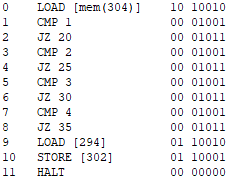 0 LOAD [mem(304)] 10 10010
1 CMP 1 00 01001
2 JZ 20 00 01011
3 CMP 2 00 01001
4 JZ 25 00 01011
5 CMP 3 00 01001
6 JZ 30 00 01011
7 CMP 4 00 01001
8 JZ 35 00 01011
9 LOAD [294] 01 10010
10 STORE [302] 01 10001
11 HALT 00 00000